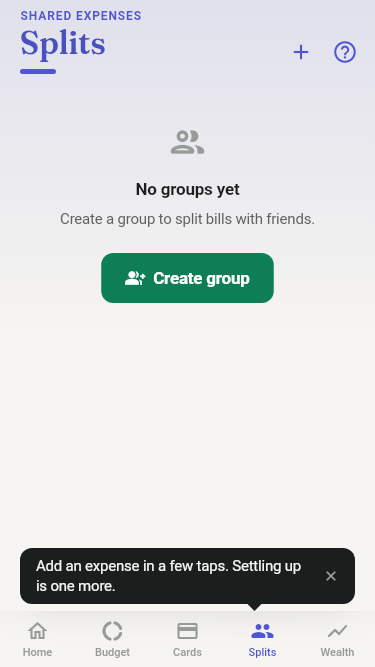 SHARED EXPENSES
Splits
No groups yet
Create a group to split bills with friends.
Create group
Add an expense in a few taps. Settling up
is one more.
Home
Budget
Cards
Splits
Wealth